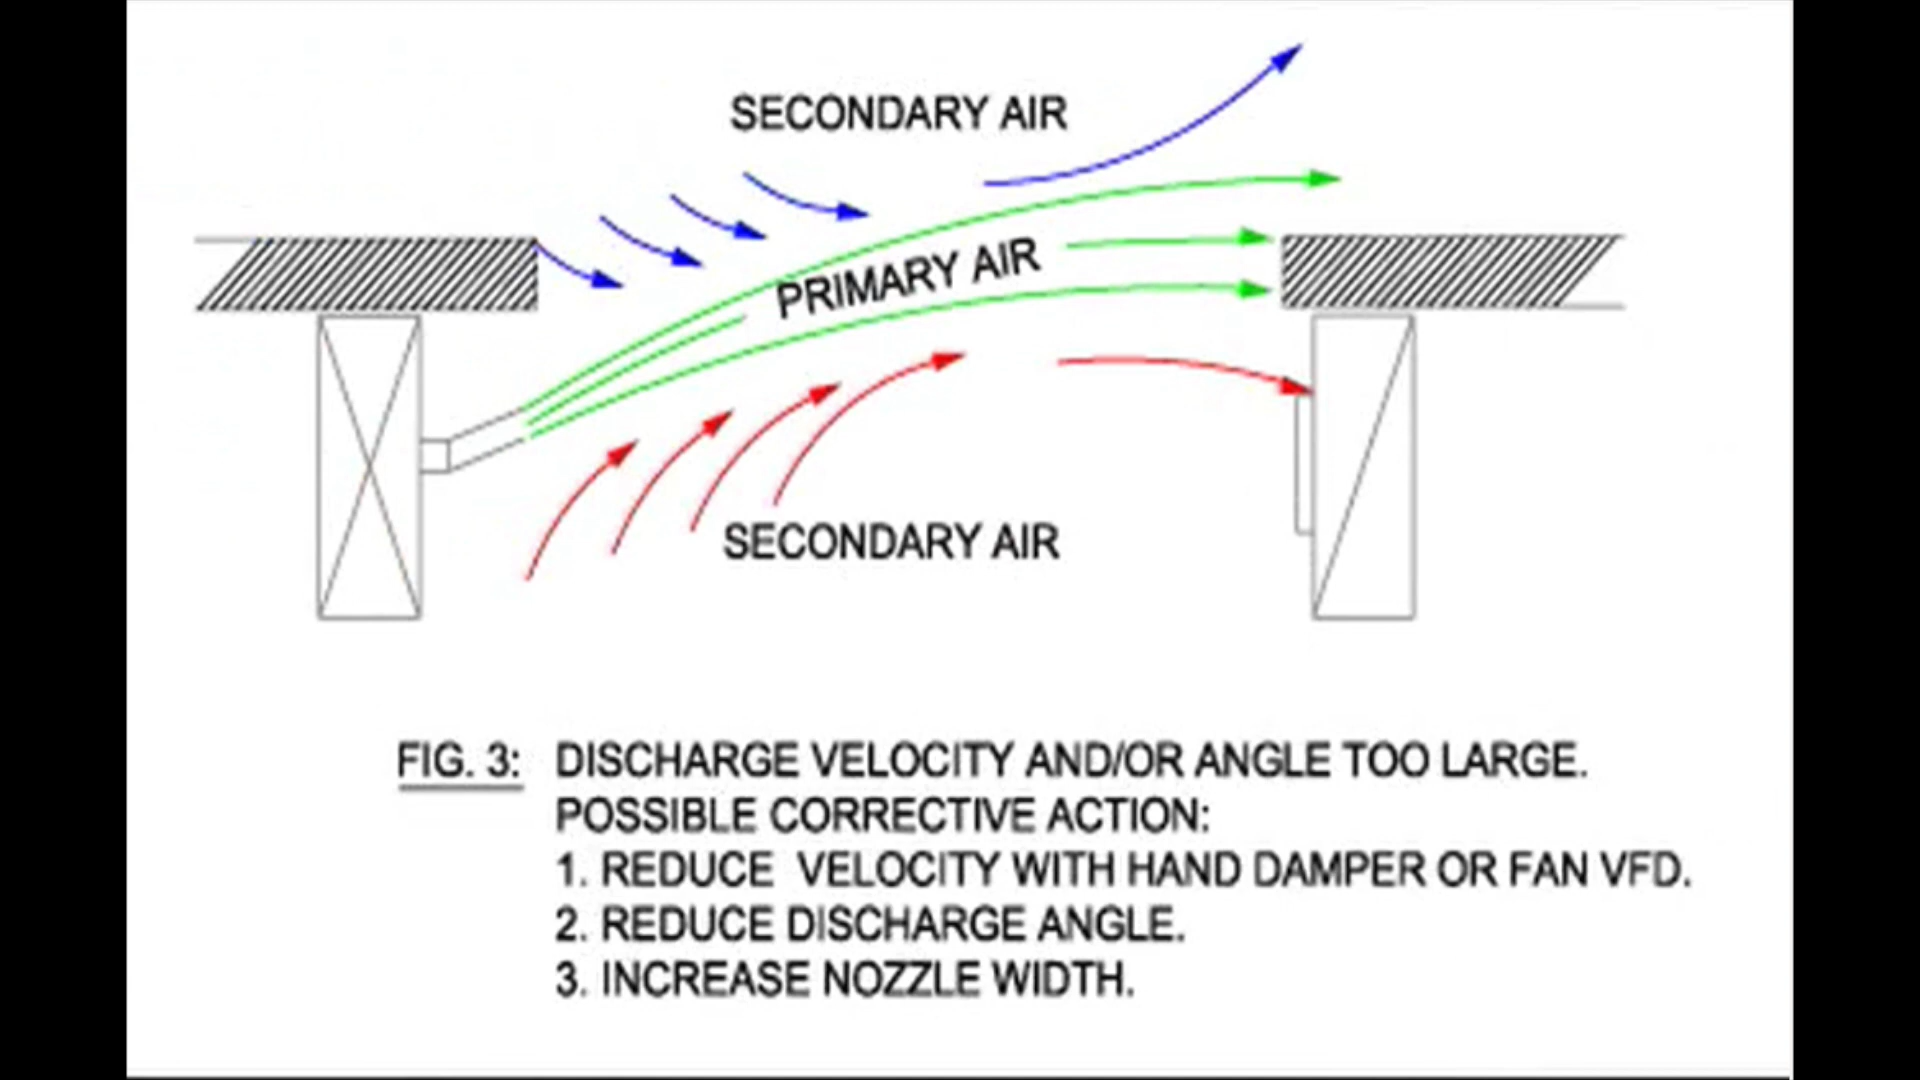 SECONDARY AIR
PRIMARY AIR
SECONDARY AIR
FIG. 3: DISCHARGE VELOCITY AND/OR ANGLE TOO LARGE.
POSSIBLE CORRECTIVE ACTION:
1. REDUCE VELOCITY WITH HAND DAMPER OR FAN VFD.
2. REDUCE DISCHARGE ANGLE.
3. INCREASE NOZZLE WIDTH.